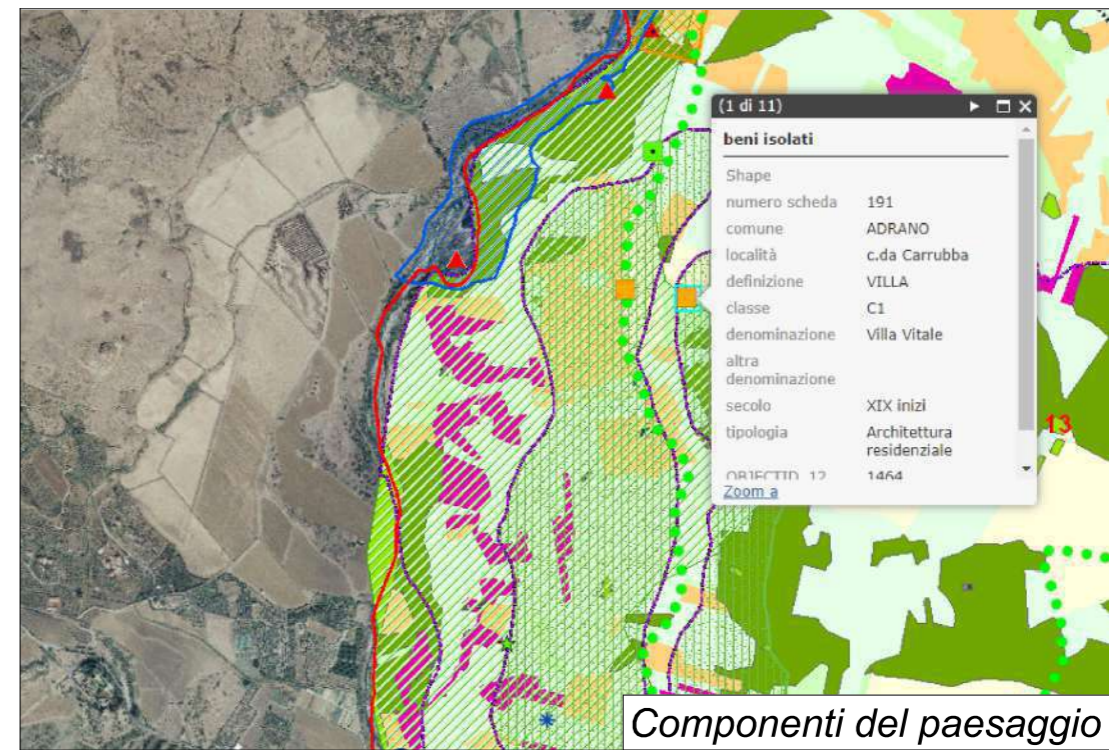 (1 di 11)
beni isolati
Shape
numero scheda 191
comune ADRANO
località c.da Carrubba
definizione VILLA
classe C1
denominazione Villa Vitale
altra
denominazione
secolo XIX inizi
tipologia Architettura
residenziale
OBJECTID_12 1464
Zoom a
13
Componenti del paesaggio